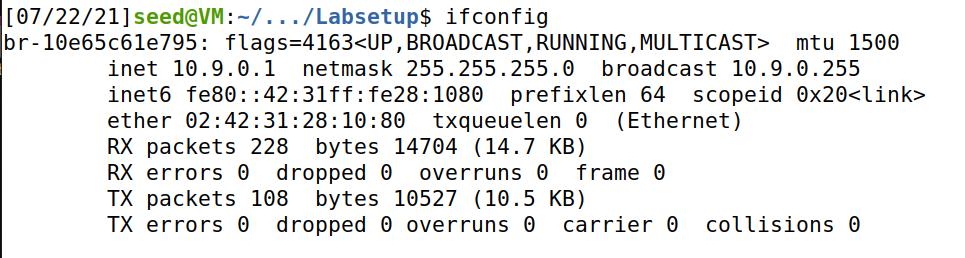 [07/22/21]seed@VM:~/.../Labsetup$ ifconfig
br-10e65c61e795: flags=4163<UP,BROADCAST,RUNNING,MULTICAST>  mtu 1500
        inet 10.9.0.1  netmask 255.255.255.0  broadcast 10.9.0.255
        inet6 fe80::42:31ff:fe28:1080  prefixlen 64  scopeid 0x20<link>
        ether 02:42:31:28:10:80  txqueuelen 0  (Ethernet)
        RX packets 228  bytes 14704 (14.7 KB)
        RX errors 0  dropped 0  overruns 0  frame 0
        TX packets 108  bytes 10527 (10.5 KB)
        TX errors 0  dropped 0 overruns 0  carrier 0  collisions 0